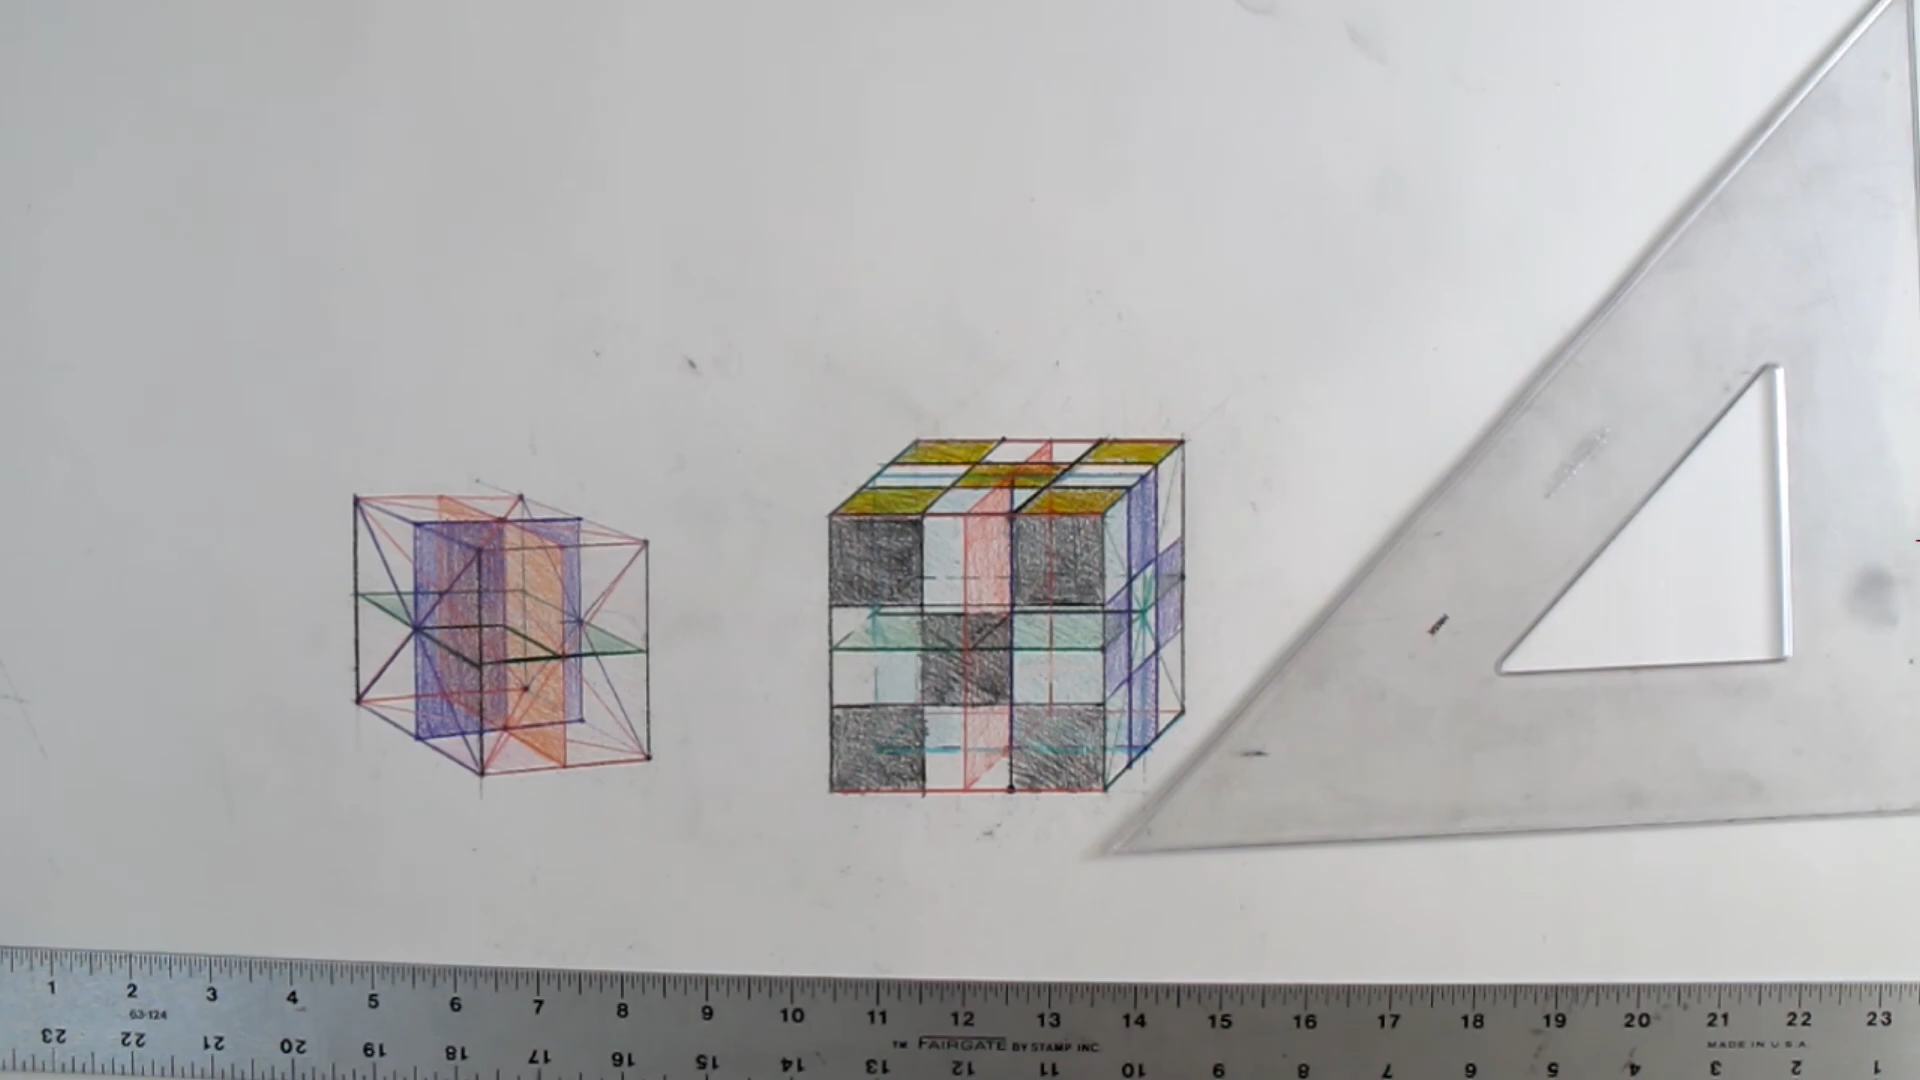 1 2 3 4 5 6 7 8 9 10 11 12 13 14 15 16 17 18 19 20 21 22 23
63-124
™ FAIRGATE BY STAMP INC.
MADE IN U.S.A.
23 22 21 20 19 18 17 16 15 14 13 12 11 10 9 8 7 6 5 4 3 2 1